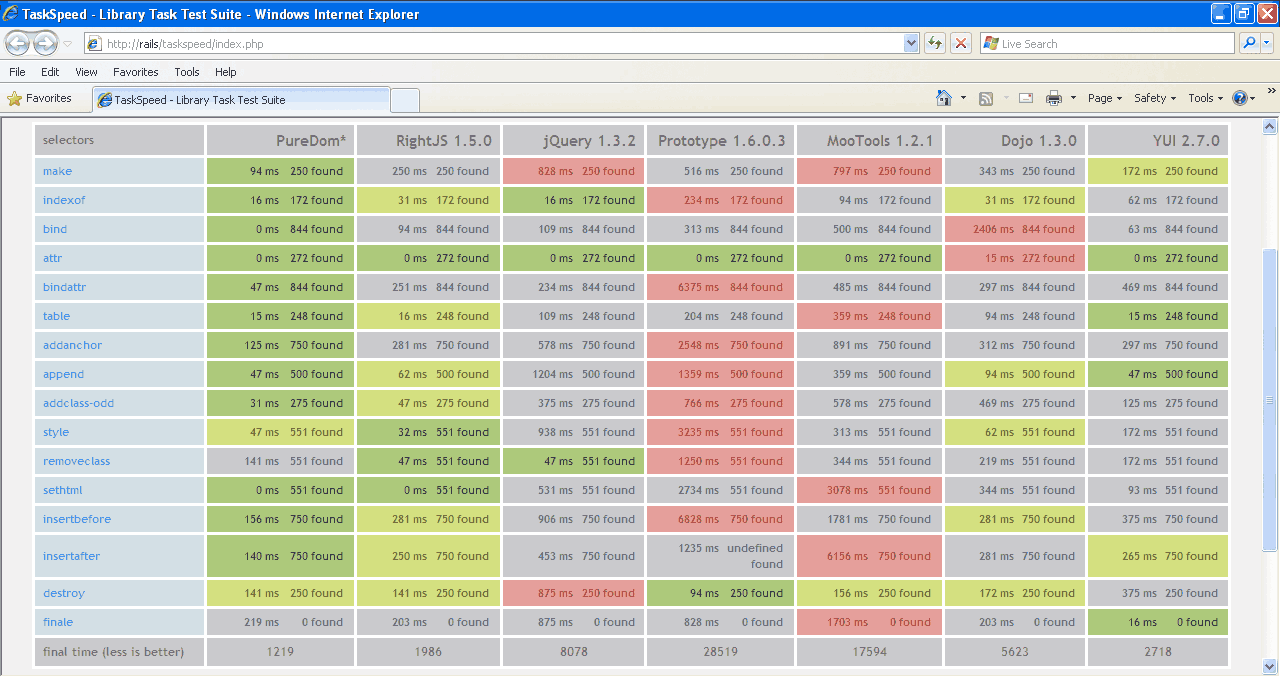 TaskSpeed - Library Task Test Suite - Windows Internet Explorer
http://rails/taskspeed/index.php
Live Search
File Edit View Favorites Tools Help
Favorites TaskSpeed - Library Task Test Suite Page Safety Tools
selectors PureDom* RightJS 1.5.0 jQuery 1.3.2 Prototype 1.6.0.3 MooTools 1.2.1 Dojo 1.3.0 YUI 2.7.0
make 94 ms 250 found 250 ms 250 found 828 ms 250 found 516 ms 250 found 797 ms 250 found 343 ms 250 found 172 ms 250 found
indexof 16 ms 172 found 31 ms 172 found 16 ms 172 found 234 ms 172 found 94 ms 172 found 31 ms 172 found 62 ms 172 found
bind 0 ms 844 found 94 ms 844 found 109 ms 844 found 313 ms 844 found 500 ms 844 found 2406 ms 844 found 63 ms 844 found
attr 0 ms 272 found 0 ms 272 found 0 ms 272 found 0 ms 272 found 0 ms 272 found 15 ms 272 found 0 ms 272 found
bindattr 47 ms 844 found 251 ms 844 found 234 ms 844 found 6375 ms 844 found 485 ms 844 found 297 ms 844 found 469 ms 844 found
table 15 ms 248 found 16 ms 248 found 109 ms 248 found 204 ms 248 found 359 ms 248 found 94 ms 248 found 15 ms 248 found
addanchor 125 ms 750 found 281 ms 750 found 578 ms 750 found 2548 ms 750 found 891 ms 750 found 312 ms 750 found 297 ms 750 found
append 47 ms 500 found 62 ms 500 found 1204 ms 500 found 1359 ms 500 found 359 ms 500 found 94 ms 500 found 47 ms 500 found
addclass-odd 31 ms 275 found 47 ms 275 found 375 ms 275 found 766 ms 275 found 578 ms 275 found 469 ms 275 found 125 ms 275 found
style 47 ms 551 found 32 ms 551 found 938 ms 551 found 3235 ms 551 found 313 ms 551 found 62 ms 551 found 172 ms 551 found
removeclass 141 ms 551 found 47 ms 551 found 47 ms 551 found 1250 ms 551 found 344 ms 551 found 219 ms 551 found 172 ms 551 found
sethtml 0 ms 551 found 0 ms 551 found 531 ms 551 found 2734 ms 551 found 3078 ms 551 found 344 ms 551 found 93 ms 551 found
insertbefore 156 ms 750 found 281 ms 750 found 906 ms 750 found 6828 ms 750 found 1781 ms 750 found 281 ms 750 found 375 ms 750 found
insertafter 140 ms 750 found 250 ms 750 found 453 ms 750 found 1235 ms undefined found 6156 ms 750 found 281 ms 750 found 265 ms 750 found
destroy 141 ms 250 found 141 ms 250 found 875 ms 250 found 94 ms 250 found 156 ms 250 found 172 ms 250 found 375 ms 250 found
finale 219 ms 0 found 203 ms 0 found 875 ms 0 found 828 ms 0 found 1703 ms 0 found 203 ms 0 found 16 ms 0 found
final time (less is better) 1219 1986 8078 28519 17594 5623 2718